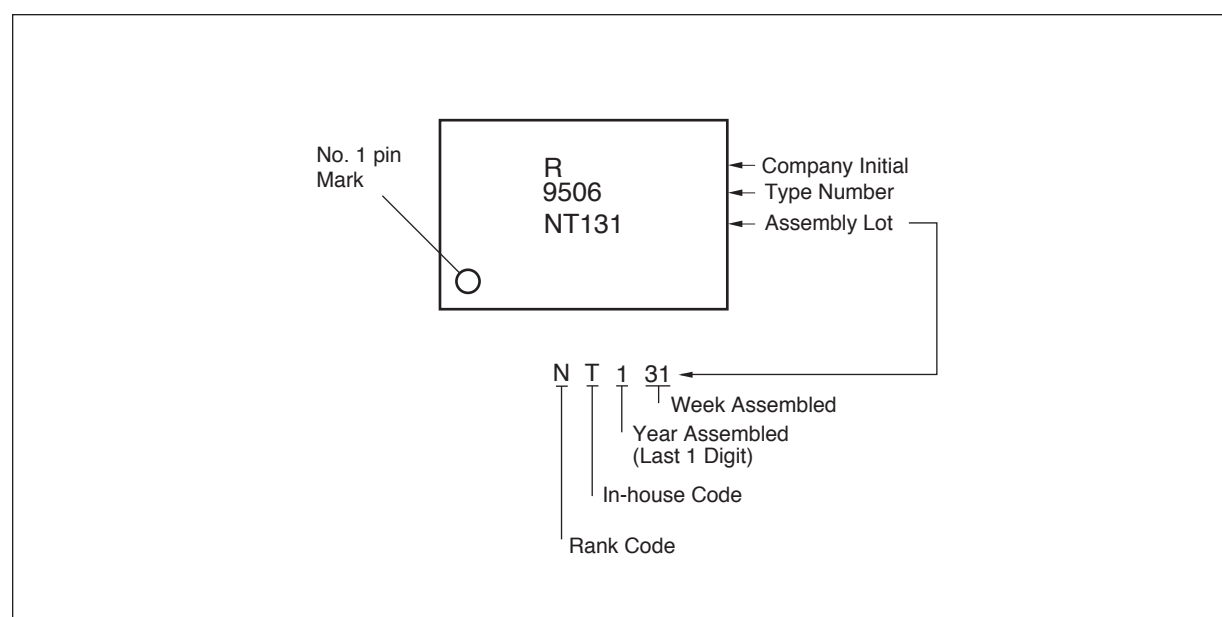 No. 1 pin
Mark
R
9506
NT131
Company Initial
Type Number
Assembly Lot
N T 1 31
Week Assembled
Year Assembled
(Last 1 Digit)
In-house Code
Rank Code